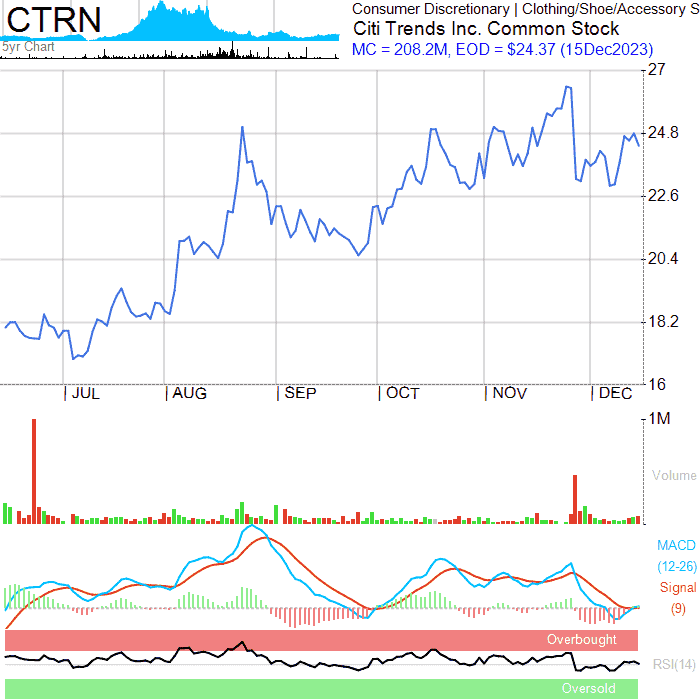 CTRN
5yr Chart
Consumer Discretionary | Clothing/Shoe/Accessory S
Citi Trends Inc. Common Stock
MC = 208.2M, EOD = $24.37 (15Dec2023)
27
24.8
22.6
20.4
18.2
16
| JUL | AUG | SEP | OCT | NOV | DEC
1M
Volume
MACD
(12-26)
Signal
(9)
Overbought
RSI(14)
Oversold